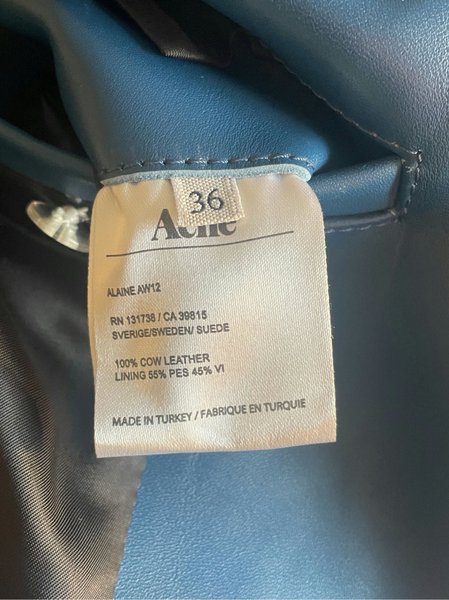 36
Acne
ALAINE AW12
RN 131738 / CA 39815
SVERIGE/SWEDEN/ SUEDE
100% COW LEATHER
LINING 55% PES 45% VI
MADE IN TURKEY / FABRIQUE EN TURQUIE